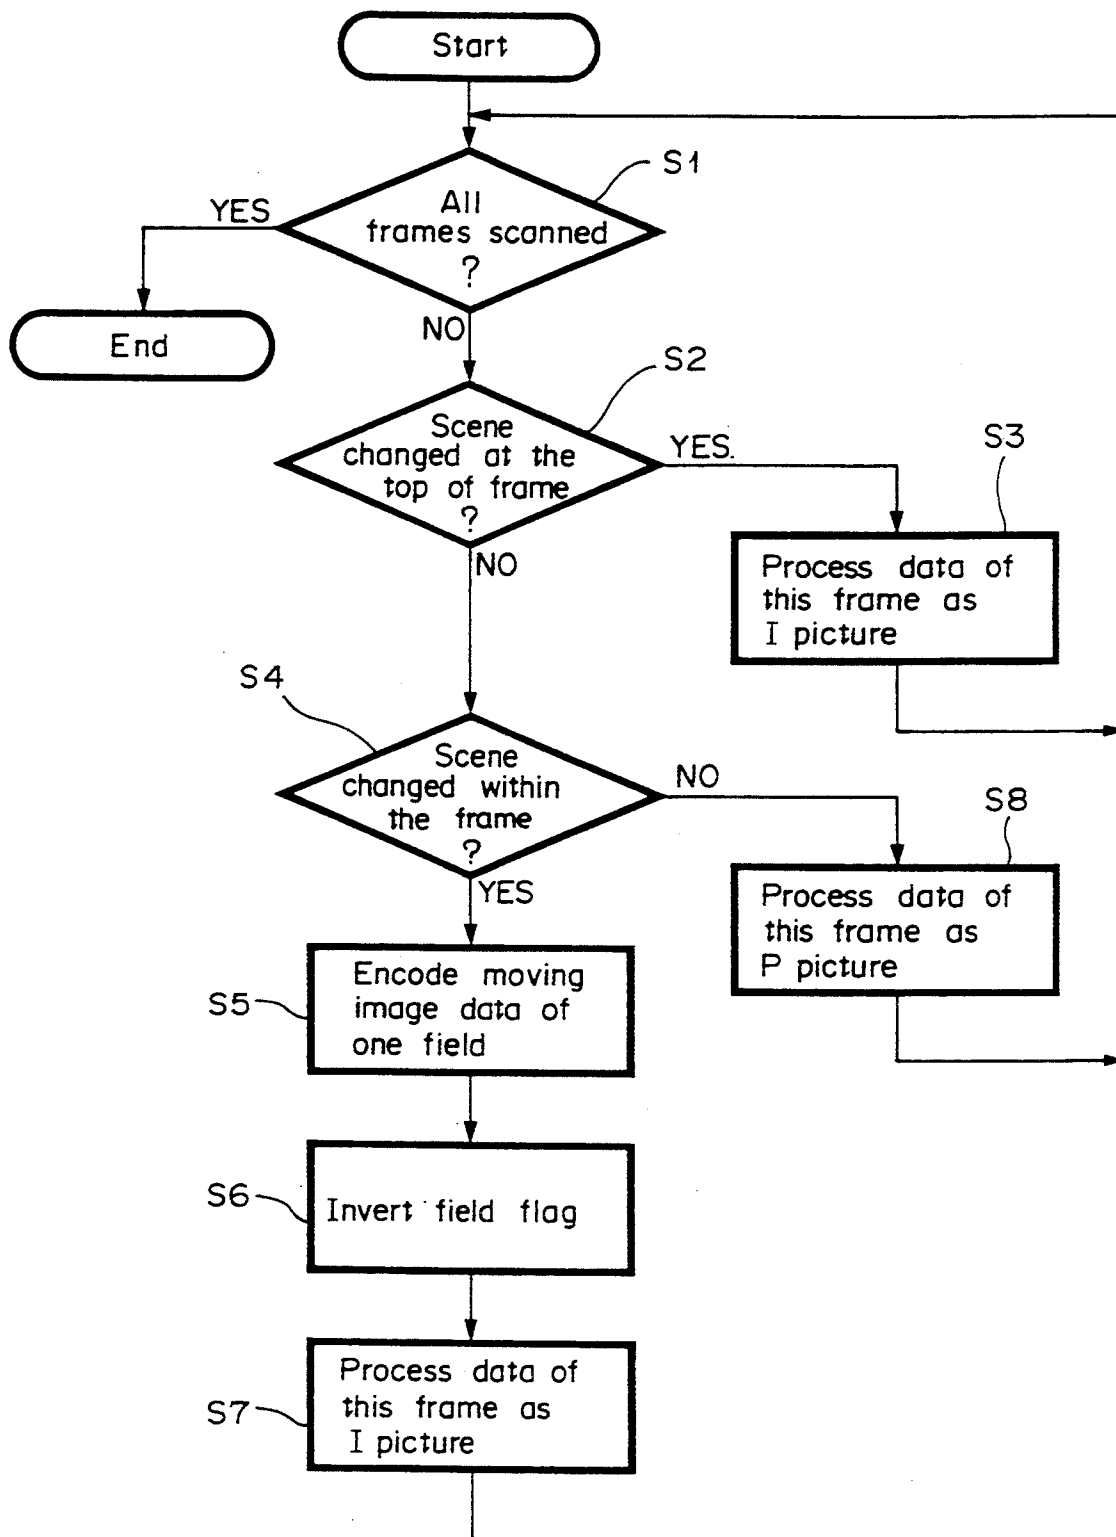 Start
S1
All
frames scanned
?
YES
End
NO
S2
Scene
changed at the
top of frame
?
YES.
S3
Process data of
this frame as
I picture
NO
S4
Scene
changed within
the frame
?
NO
S8
Process data of
this frame as
P picture
YES
S5
Encode moving
image data of
one field
S6
Invert field flag
S7
Process data of
this frame as
I picture